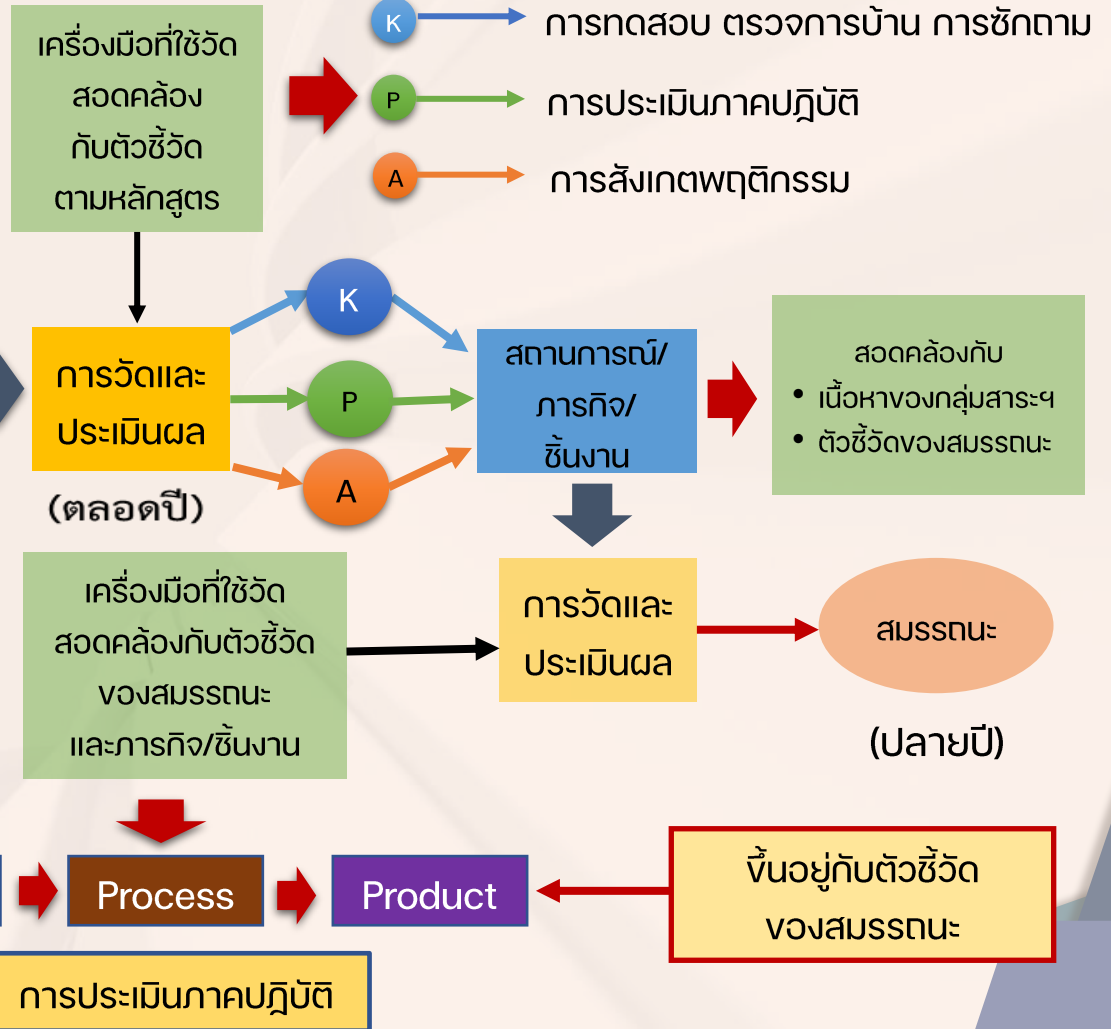 เครื่องมือที่ใช้วัด
สอดคล้อง
กับตัวชี้วัด
ตามหลักสูตร
K
การทดสอบ ตรวจการบ้าน การซักถาม
P
การประเมินภาคปฎิบัติ
A
การสังเกตพฤติกรรม
การวัดและ
ประเมินผล
(ตลอดปี)
K
P
A
สถานการณ์/
ภารกิจ/
ชิ้นงาน
สอดคล้องกับ
• เนื้อหาของกลุ่มสาระฯ
• ตัวชี้วัดของสมรรถนะ
เครื่องมือที่ใช้วัด
สอดคล้องกับตัวชี้วัด
ของสมรรถนะ
และภารกิจ/ชิ้นงาน
การวัดและ
ประเมินผล
สมรรถนะ
(ปลายปี)
Process
Product
ขึ้นอยู่กับตัวชี้วัด
ของสมรรถนะ
การประเมินภาคปฎิบัติ